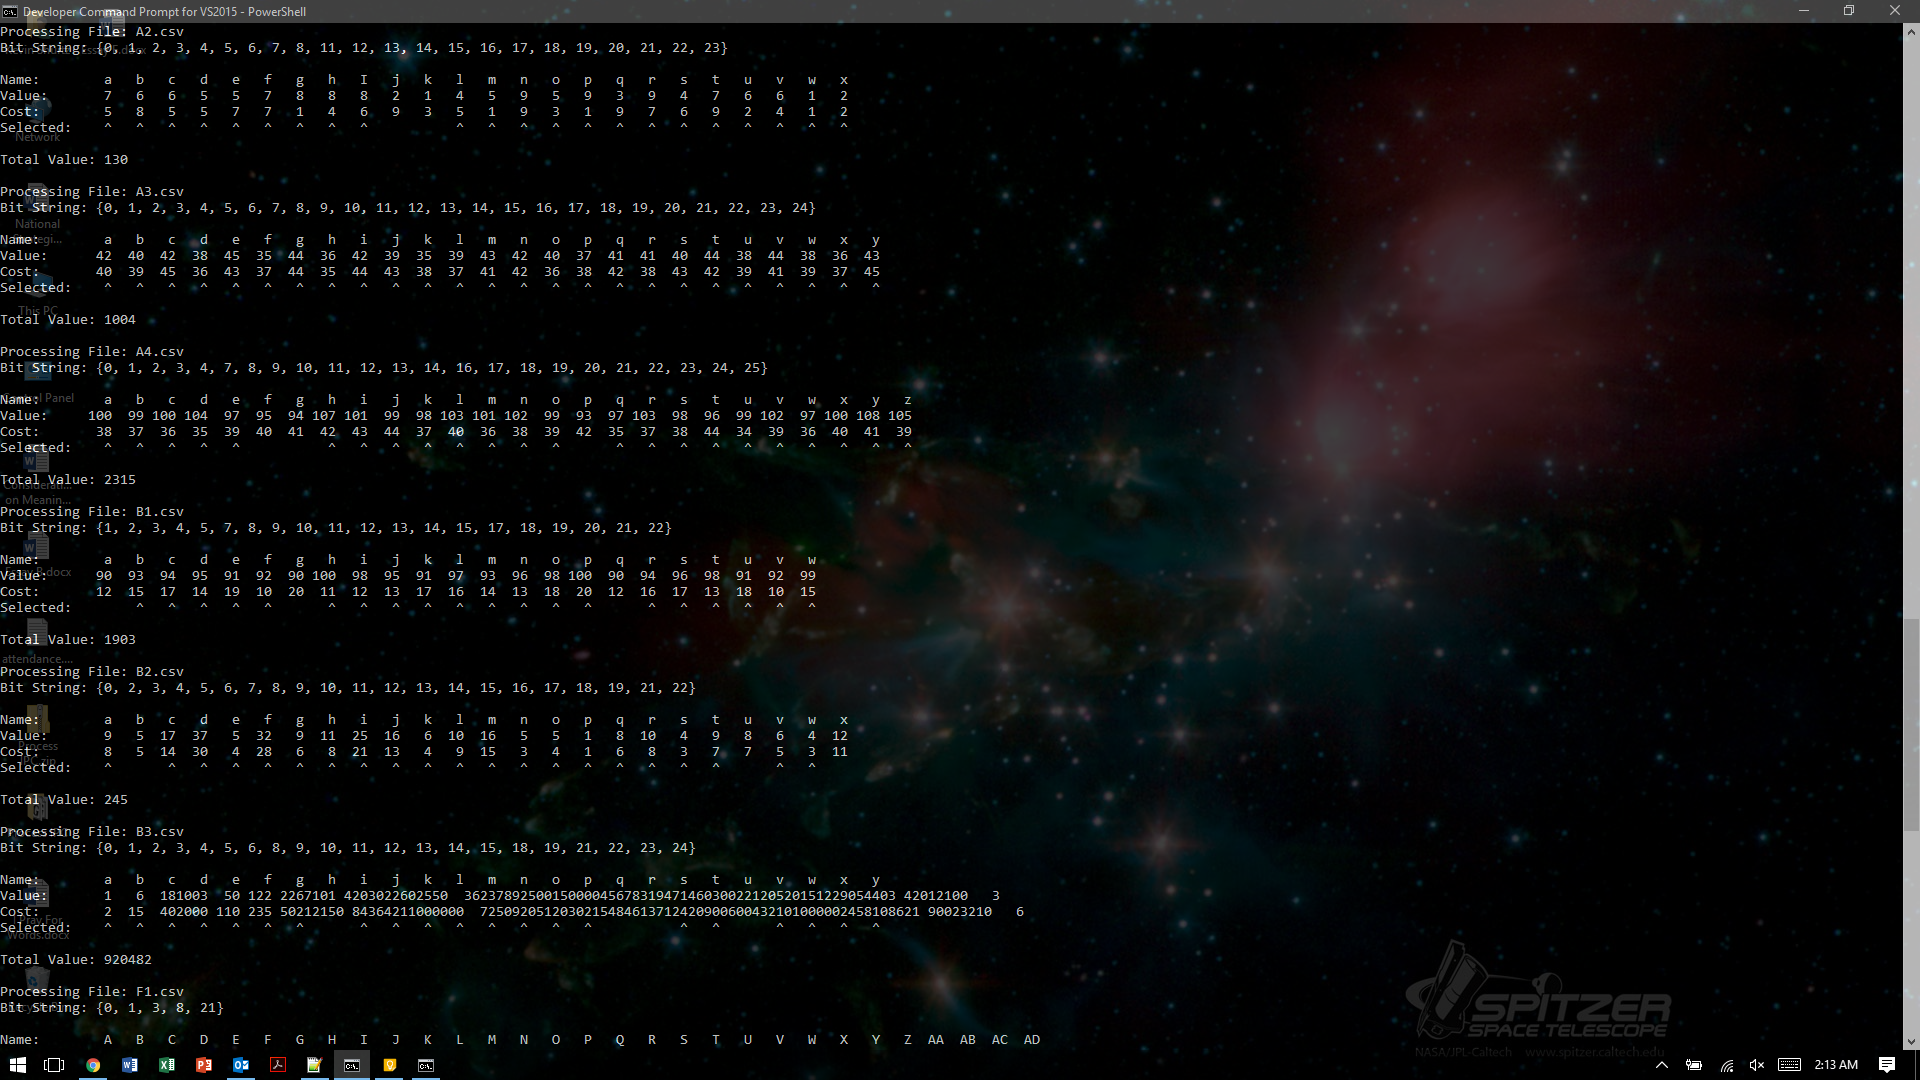 Developer Command Prompt for VS2015 - PowerShell
Processing File: A2.csv
Bit String: {0, 1, 2, 3, 4, 5, 6, 7, 8, 11, 12, 13, 14, 15, 16, 17, 18, 19, 20, 21, 22, 23}
Name: a b c d e f g h I j k l m n o p q r s t u v w x
Value: 7 6 6 5 5 7 8 8 8 2 1 4 5 9 5 9 3 9 4 7 6 6 1 2
Cost: 5 8 5 5 7 7 1 4 6 9 3 5 1 9 3 1 9 7 6 9 2 4 1 2
Selected: ^ ^ ^ ^ ^ ^ ^ ^ ^ ^ ^ ^ ^ ^ ^ ^ ^ ^ ^ ^ ^ ^
Network
Total Value: 130
Processing File: A3.csv
Bit String: {0, 1, 2, 3, 4, 5, 6, 7, 8, 9, 10, 11, 12, 13, 14, 15, 16, 17, 18, 19, 20, 21, 22, 23, 24}
National
Name: a b c d e f g h i j k l m n o p q r s t u v w x y
Value: 42 40 42 38 45 35 44 36 42 39 35 39 43 42 40 37 41 41 40 44 38 44 38 36 43
Cost: 40 39 45 36 43 37 44 35 44 43 38 37 41 42 36 38 42 38 43 42 39 41 39 37 45
Selected: ^ ^ ^ ^ ^ ^ ^ ^ ^ ^ ^ ^ ^ ^ ^ ^ ^ ^ ^ ^ ^ ^ ^ ^ ^
This PC
Total Value: 1004
Processing File: A4.csv
Bit String: {0, 1, 2, 3, 4, 7, 8, 9, 10, 11, 12, 13, 14, 16, 17, 18, 19, 20, 21, 22, 23, 24, 25}
Name: a b c d e f g h i j k l m n o p q r s t u v w x y z
Panel
Value: 100 99 100 104 97 95 94 107 101 99 98 103 101 102 99 93 97 103 98 96 99 102 97 100 108 105
Cost: 38 37 36 35 39 40 41 42 43 44 37 40 36 38 39 42 35 37 38 44 34 39 36 40 41 39
Selected: ^ ^ ^ ^ ^ ^ ^ ^ ^ ^ ^ ^ ^ ^ ^ ^ ^ ^ ^ ^ ^ ^ ^
Total Value: 2315
Considerati...
on Meanin...
Processing File: B1.csv
Bit String: {1, 2, 3, 4, 5, 7, 8, 9, 10, 11, 12, 13, 14, 15, 17, 18, 19, 20, 21, 22}
Name: a b c d e f g h i j k l m n o p q r s t u v w
Value: 90 93 94 95 91 92 90 100 98 95 91 97 93 96 98 100 90 94 96 98 91 92 99
Cost: 12 15 17 14 19 10 20 11 12 13 17 16 14 13 18 20 12 16 17 13 18 10 15
Selected: ^ ^ ^ ^ ^ ^ ^ ^ ^ ^ ^ ^ ^ ^ ^ ^ ^ ^ ^ ^
Total Value: 1903
attendance....
Processing File: B2.csv
Bit String: {0, 2, 3, 4, 5, 6, 7, 8, 9, 10, 11, 12, 13, 14, 15, 16, 17, 18, 19, 21, 22}
Name: a b c d e f g h i j k l m n o p q r s t u v w x
Value: 9 5 17 37 5 32 9 11 25 16 6 10 16 5 5 1 8 10 4 9 8 6 4 12
Process
Cost: 8 5 14 30 4 28 6 8 21 13 4 9 15 3 4 1 6 8 3 7 7 5 3 11
Selected: ^ ^ ^ ^ ^ ^ ^ ^ ^ ^ ^ ^ ^ ^ ^ ^ ^ ^ ^ ^ ^
Total Value: 245
Processing File: B3.csv
Bit String: {0, 1, 2, 3, 4, 5, 6, 8, 9, 10, 11, 12, 13, 14, 15, 18, 19, 21, 22, 23, 24}
Name: a b c d e f g h i j k l m n o p q r s t u v w x y
Value: 1 6 181003 50 122 2267101 4203022602550 362378925001500004567831947146030022120520151229054403 42012100 3
Cost: 2 15 402000 110 235 50212150 84364211000000 7250920512030215484613712420900600432101000002458108621 90023210 6
Selected: ^ ^ ^ ^ ^ ^ ^ ^ ^ ^ ^ ^ ^ ^ ^ ^ ^ ^ ^ ^ ^
Words.docx
Total Value: 920482
Processing File: F1.csv
Bit String: {0, 1, 3, 8, 21}
Name: A B C D E F G H I J K L M N O P Q R S T U V W X Y Z AA AB AC AD
SPITZER
SPACE TELESCOPE
NASA/JPL-Caltech www.spitzer.caltech.edu
2:13 AM